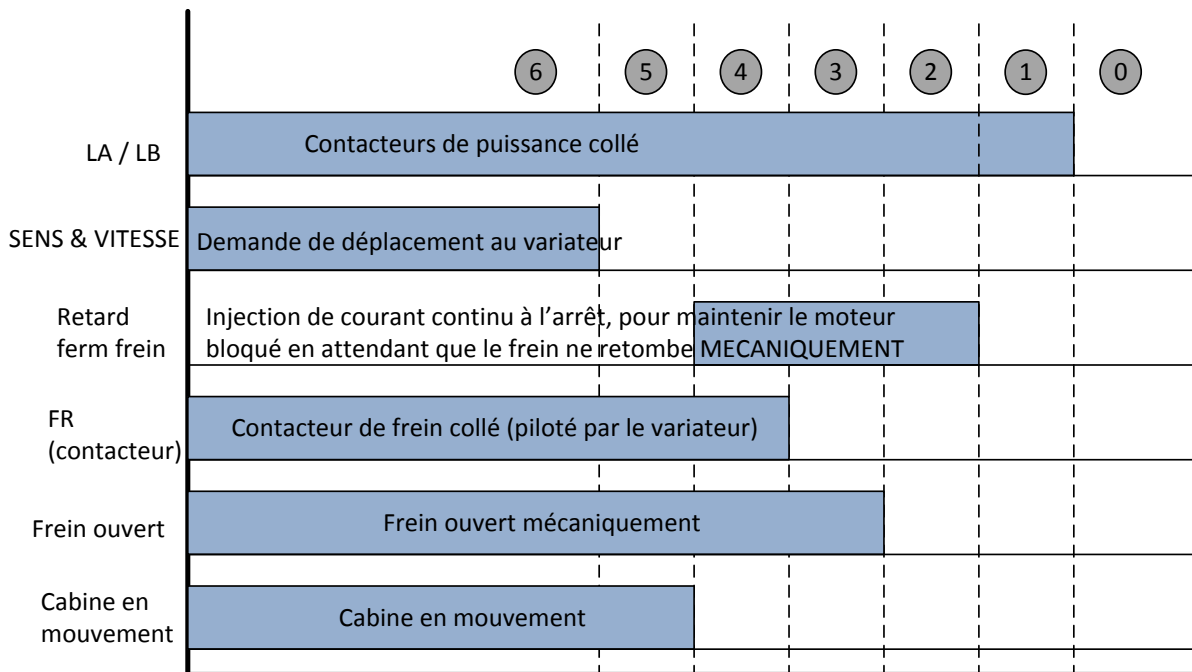 6 5 4 3 2 1 0
LA / LB
Contacteurs de puissance collé
SENS & VITESSE
Demande de déplacement au variateur
Retard
ferm frein
Injection de courant continu à l’arrêt, pour maintenir le moteur
bloqué en attendant que le frein ne retombe MECANIQUEMENT
FR
(contacteur)
Contacteur de frein collé (piloté par le variateur)
Frein ouvert
Frein ouvert mécaniquement
Cabine en
mouvement
Cabine en mouvement